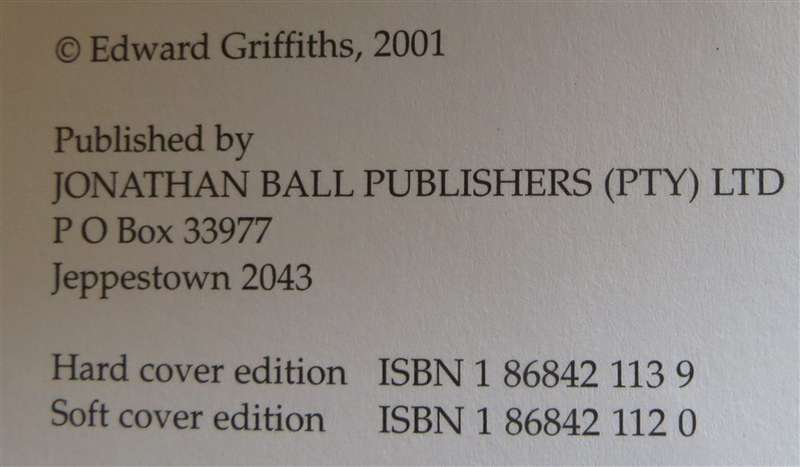 © Edward Griffiths, 2001
Published by
JONATHAN BALL PUBLISHERS (PTY) LTD
P O Box 33977
Jeppestown 2043
Hard cover edition ISBN 1 86842 113 9
Soft cover edition ISBN 1 86842 112 0